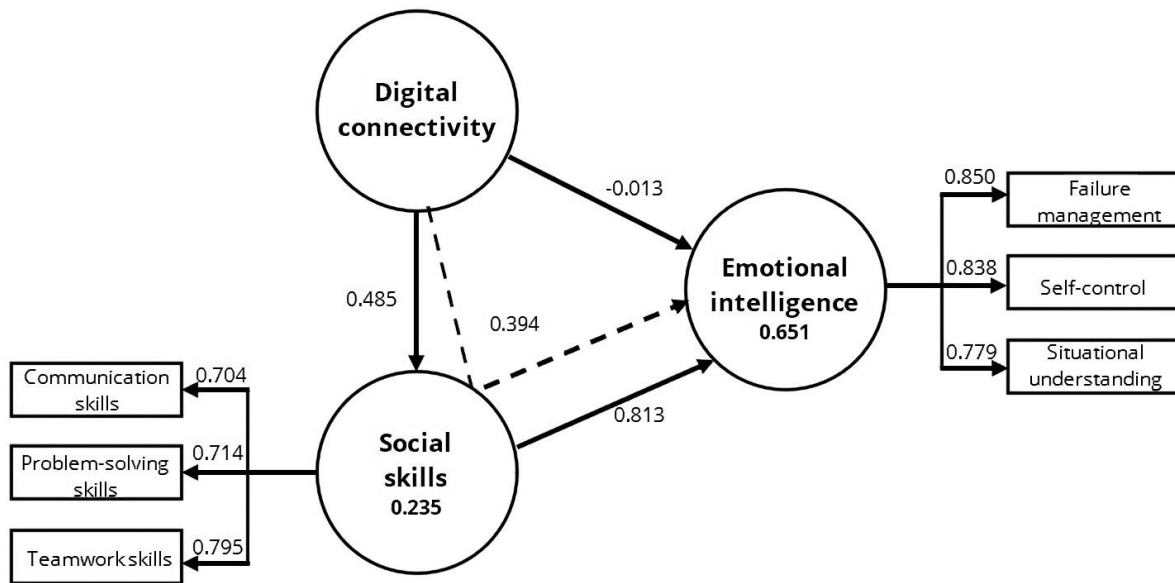 Digital
connectivity
-0.013
0.850
Failure
management
0.838
Self-control
0.779
Situational
understanding
Emotional
intelligence
0.651
0.485
0.394
0.813
Communication
skills
0.704
Problem-solving
skills
0.714
Teamwork skills
0.795
Social
skills
0.235